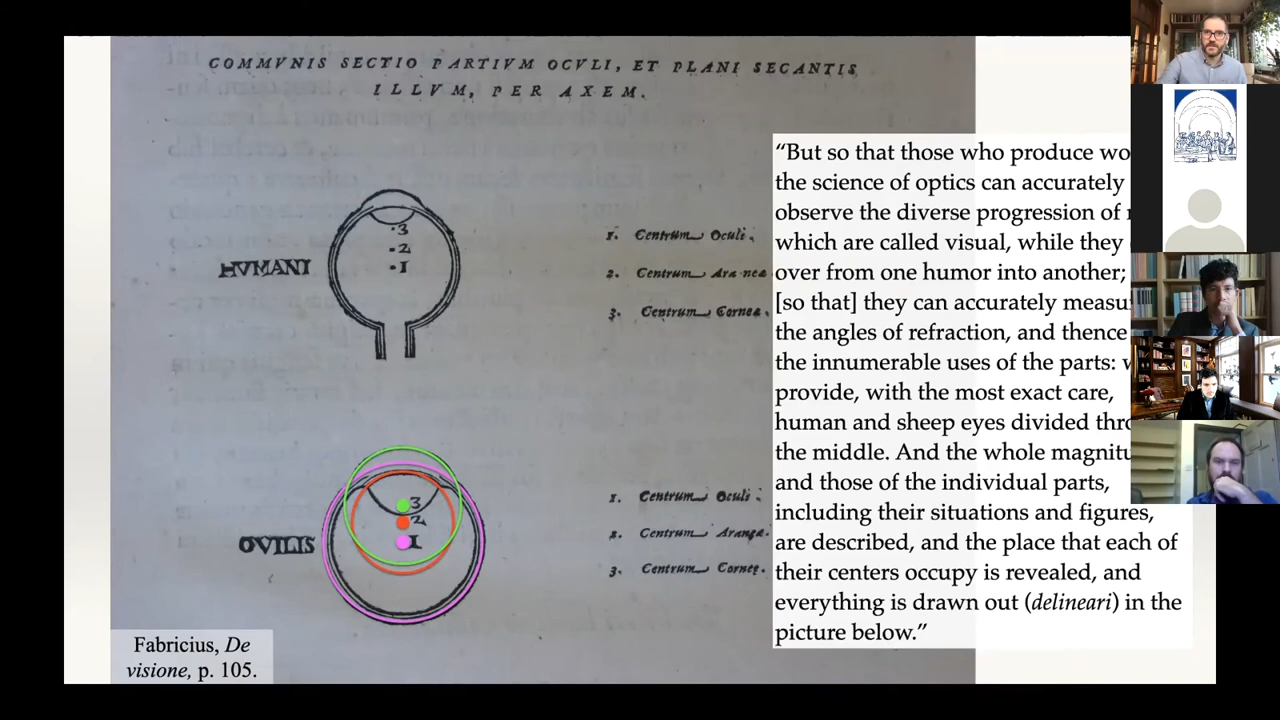 COMMVNIS SECTIO PARTIVM OCVLI, ET PLANI SECANTIS
ILLVM, PER AXEM.
HVMANI
3
2
1
1. Centrum Oculi.
2. Centrum Aranea
3. Centrum Cornea.
OVILIS
3
2
1
1. Centrum Oculi.
2. Centrum Aranea.
3. Centrum Cornea.
Fabricius, De
visione, p. 105.
“But so that those who produce
the science of optics can accurately
observe the diverse progression of
which are called visual, while they
over from one humor into another;
[so that] they can accurately
the angles of refraction, and thence
the innumerable uses of the parts:
provide, with the most exact care,
human and sheep eyes divided
the middle. And the whole
and those of the individual parts,
including their situations and figures,
are described, and the place that each of
their centers occupy is revealed, and
everything is drawn out (delineari) in the
picture below.”